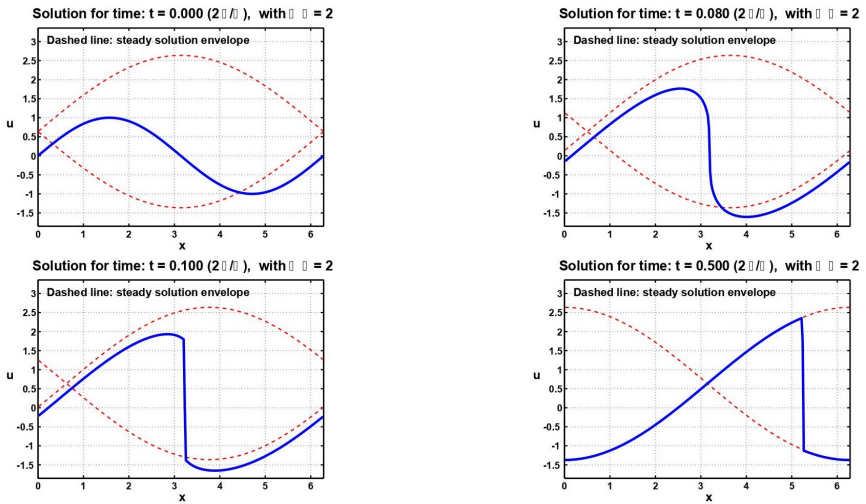 Solution for time: t = 0.000 (2 / ), with = 2
Dashed line: steady solution envelope
3
2.5
2
1.5
1
0.5
0
-0.5
-1
-1.5
u
0 1 2 3 4 5 6
x
Solution for time: t = 0.080 (2 / ), with = 2
Dashed line: steady solution envelope
3
2.5
2
1.5
1
0.5
0
-0.5
-1
-1.5
u
0 1 2 3 4 5 6
x
Solution for time: t = 0.100 (2 / ), with = 2
Dashed line: steady solution envelope
3
2.5
2
1.5
1
0.5
0
-0.5
-1
-1.5
u
0 1 2 3 4 5 6
x
Solution for time: t = 0.500 (2 / ), with = 2
Dashed line: steady solution envelope
3
2.5
2
1.5
1
0.5
0
-0.5
-1
-1.5
u
0 1 2 3 4 5 6
x